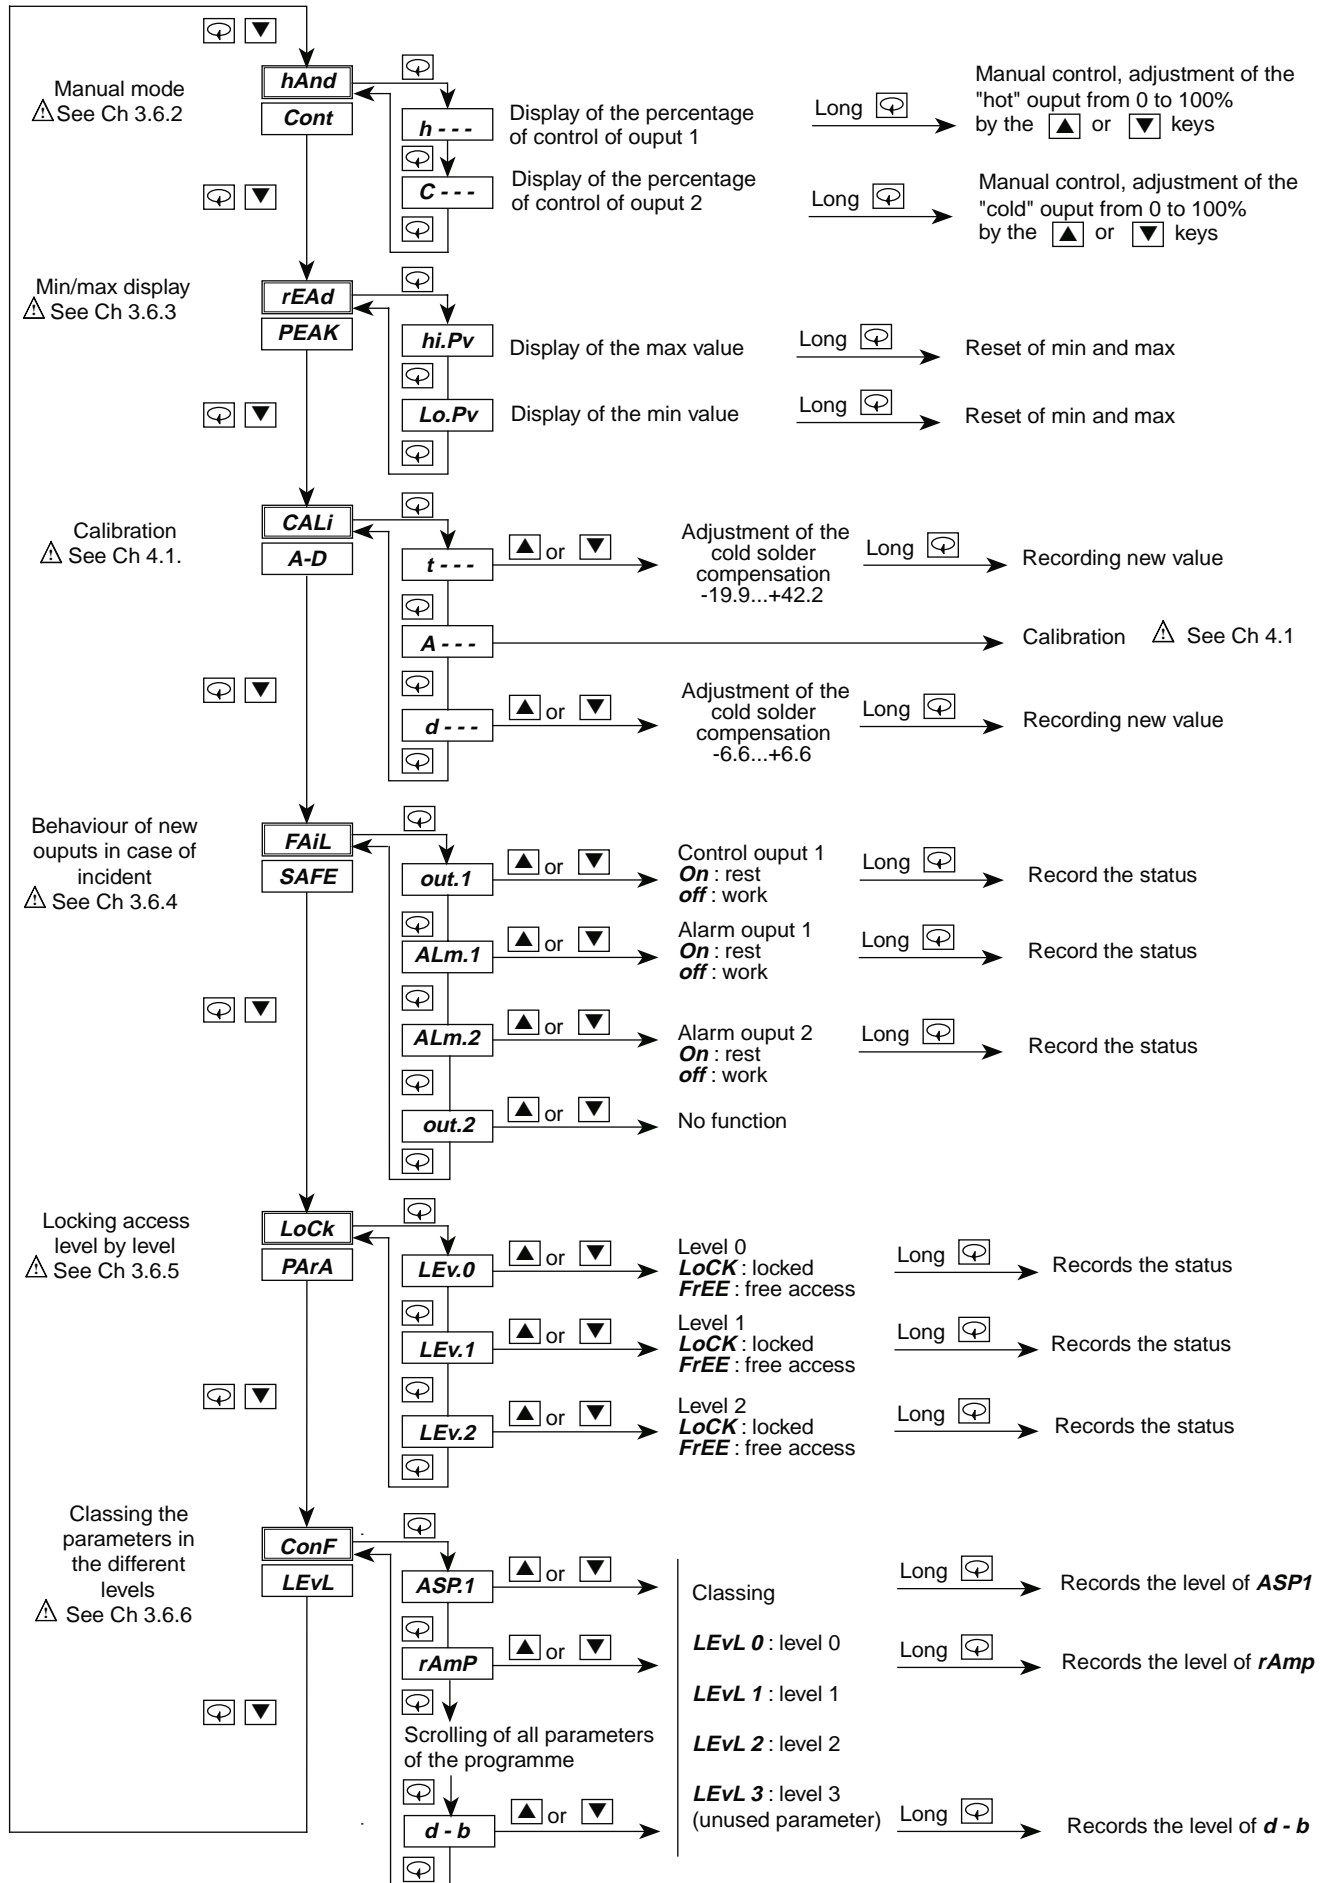 Manual mode
⚠ See Ch 3.6.2
hAnd
Cont
h - - -
Display of the percentage
of control of ouput 1
Long
Manual control, adjustment of the
"hot" ouput from 0 to 100%
by the ▲ or ▼ keys
C - - -
Display of the percentage
of control of ouput 2
Long
Manual control, adjustment of the
"cold" ouput from 0 to 100%
by the ▲ or ▼ keys
Min/max display
⚠ See Ch 3.6.3
rEAd
PEAK
hi.Pv
Display of the max value
Long
Reset of min and max
Lo.Pv
Display of the min value
Long
Reset of min and max
Calibration
⚠ See Ch 4.1.
CALi
A-D
t - - -
▲ or ▼
Adjustment of the
cold solder
compensation
-19.9...+42.2
Long
Recording new value
A - - -
Calibration ⚠ See Ch 4.1
d - - -
▲ or ▼
Adjustment of the
cold solder
compensation
-6.6...+6.6
Long
Recording new value
Behaviour of new
ouputs in case of
incident
⚠ See Ch 3.6.4
FAiL
SAFE
out.1
▲ or ▼
Control ouput 1
On : rest
off : work
Long
Record the status
ALm.1
▲ or ▼
Alarm ouput 1
On : rest
off : work
Long
Record the status
ALm.2
▲ or ▼
Alarm ouput 2
On : rest
off : work
Long
Record the status
out.2
▲ or ▼
No function
Locking access
level by level
⚠ See Ch 3.6.5
LoCk
PArA
LEv.0
▲ or ▼
Level 0
LoCK : locked
FrEE : free access
Long
Records the status
LEv.1
▲ or ▼
Level 1
LoCK : locked
FrEE : free access
Long
Records the status
LEv.2
▲ or ▼
Level 2
LoCK : locked
FrEE : free access
Long
Records the status
Classing the
parameters in
the different
levels
⚠ See Ch 3.6.6
ConF
LEvL
ASP.1
▲ or ▼
Classing
Long
Records the level of ASP1
rAmP
▲ or ▼
LEvL 0 : level 0
Long
Records the level of rAmp
LEvL 1 : level 1
Scrolling of all parameters
of the programme
LEvL 2 : level 2
LEvL 3 : level 3
(unused parameter)
d - b
▲ or ▼
Long
Records the level of d - b